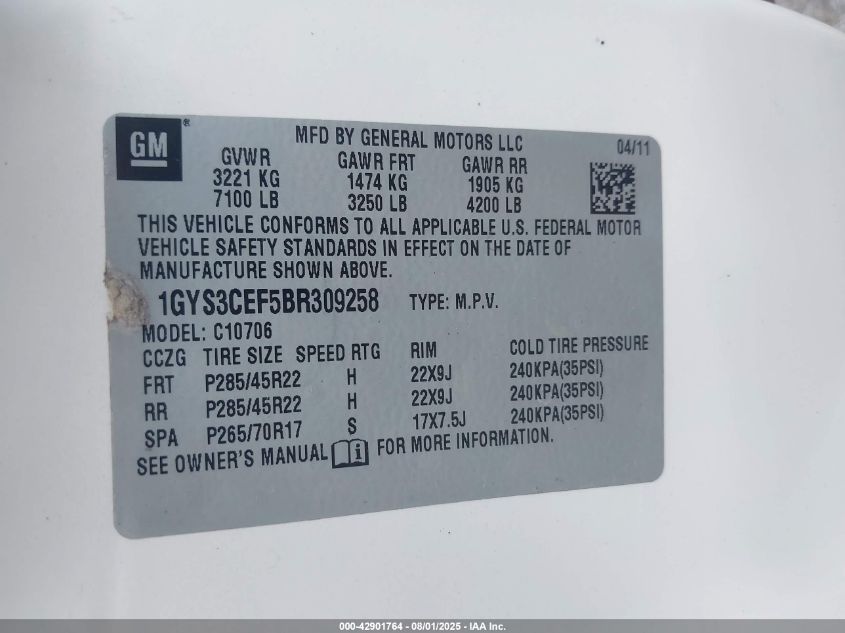 GM®
MFD BY GENERAL MOTORS LLC
04/11
GVWR GAWR FRT GAWR RR
3221 KG 1474 KG 1905 KG
7100 LB 3250 LB 4200 LB
THIS VEHICLE CONFORMS TO ALL APPLICABLE U.S. FEDERAL MOTOR
VEHICLE SAFETY STANDARDS IN EFFECT ON THE DATE OF
MANUFACTURE SHOWN ABOVE.
1GYS3CEF5BR309258 TYPE: M.P.V.
MODEL: C10706
CCZG TIRE SIZE SPEED RTG RIM COLD TIRE PRESSURE
FRT P285/45R22 H 22X9J 240KPA(35PSI)
RR P285/45R22 H 22X9J 240KPA(35PSI)
SPA P265/70R17 S 17X7.5J 240KPA(35PSI)
SEE OWNER'S MANUAL i FOR MORE INFORMATION.
000-42901764 - 08/01/2025 - IAA Inc.